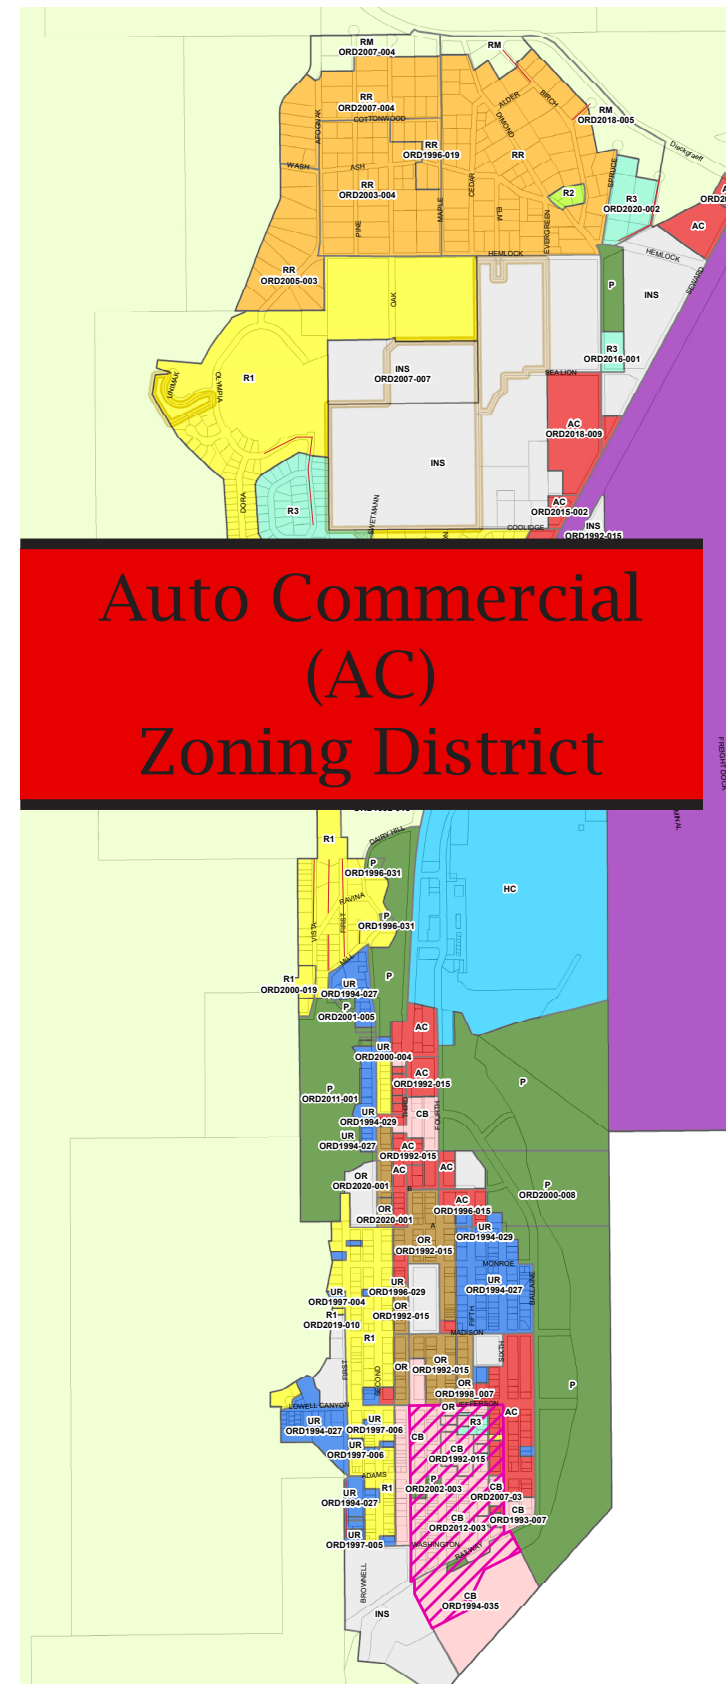 RM
ORD2007-004
RM
RR
ORD2007-004
ALDER
BIRCH
RM
ORD2018-005
AFOGNAK
COTTONWOOD
DIMOND
Dieckgraeff
RR
ORD1996-019
RR
WASH
ASH
SPRUCE
RR
ORD2003-004
CEDAR
R2
R3
ORD2020-002
PINE
MAPLE
ELM
EVERGREEN
AC
HEMLOCK
HEMLOCK
RR
ORD2005-003
SEWARD
P
INS
OAK
R3
ORD2016-001
INS
ORD2007-007
SEALION
UNIMAK
OLYMPIA
R1
AC
ORD2018-009
INS
DORA
R3
SWETMANN
AC
ORD2015-002
COOLIDGE
INS
ORD1992-015
Auto Commercial
(AC)
Zoning District
FREIGHT DOCK
R1
DAIRY HILL
P
ORD1996-031
HC
RAVINA
VISTA
FIRST
P
ORD1996-031
MILL
R1
ORD2000-019
UR
ORD1994-027
P
P
ORD2001-005
AC
UR
ORD2000-004
AC
ORD1992-015
P
P
ORD2011-001
THIRD
CB
FOURTH
UR
ORD1994-029
UR
ORD1994-027
AC
ORD1992-015
AC
AC
OR
ORD2020-001
P
ORD2000-008
B
AC
ORD1996-015
OR
ORD2020-001
A
UR
ORD1994-029
OR
ORD1992-015
MONROE
UR
ORD1994-027
BALLAINE
UR
ORD1996-029
UR
ORD1997-004
OR
ORD1992-015
FIFTH
R1
ORD2019-010
MADISON
R1
SIXTH
FIRST
SECOND
OR
OR
ORD1992-015
OR
ORD1998_007
P
LOWELL CANYON
JEFFERSON
OR
AC
UR
ORD1994-027
UR
ORD1997-006
R3
CB
CB
ORD1992-015
UR
ORD1997-006
ADAMS
R1
P
ORD2002-003
CB
ORD2007-03
UR
ORD1994-027
CB
ORD1993-007
CB
ORD2012-003
UR
ORD1997-005
WASHINGTON
RAILWAY
BROWNELL
CB
ORD1994-035
INS